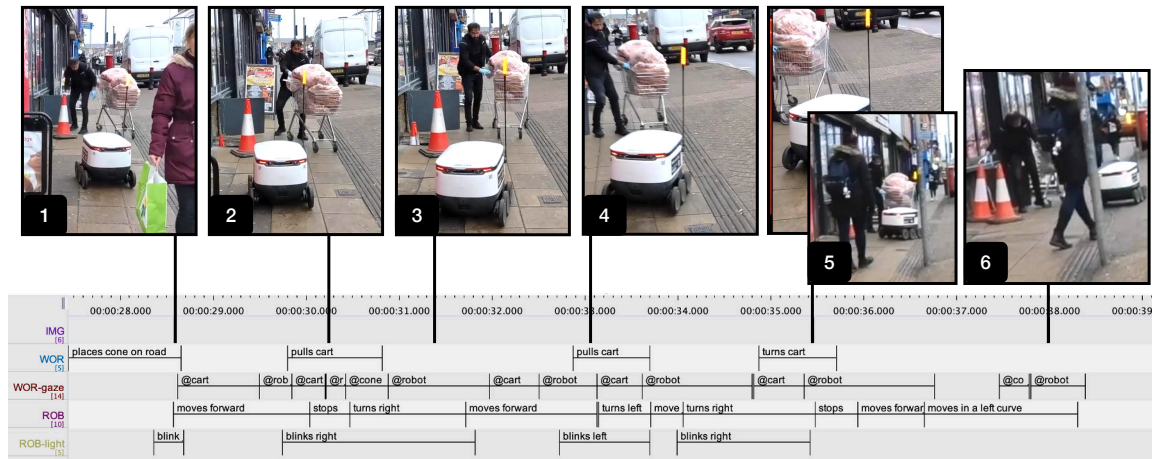 1
2
3
4
5
6
00:00:28.000 00:00:29.000 00:00:30.000 00:00:31.000 00:00:32.000 00:00:33.000 00:00:34.000 00:00:35.000 00:00:36.000 00:00:37.000 00:00:38.000 00:00:39
IMG
[6]
WOR
[5]
places cone on road pulls cart pulls cart turns cart
WOR-gaze
[14]
@cart @rob @cart @r @cone @robot @cart @robot @cart @robot @cart @robot @co @robot
ROB
[10]
moves forward stops turns right moves forward turns left move turns right stops moves forwar moves in a left curve
ROB-light
[5]
blink blinks right blinks left blinks right